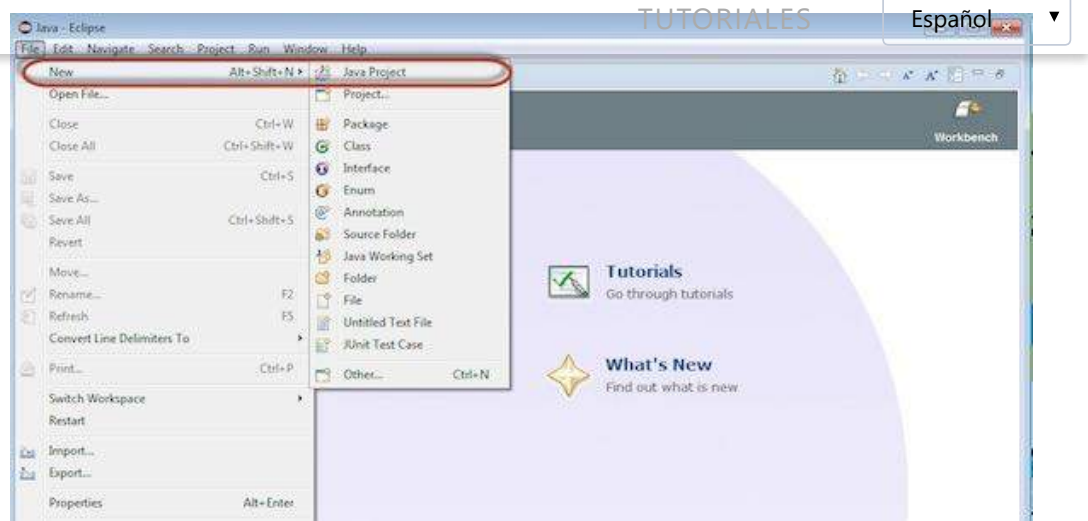 TUTORIALES
Español
Java - Eclipse
File Edit Navigate Search Project Run Window Help
New Alt+Shift+N
Open File...
Close Ctrl+W
Close All Ctrl+Shift+W
Save Ctrl+S
Save As...
Save All Ctrl+Shift+S
Revert
Move...
Rename... F2
Refresh F5
Convert Line Delimiters To
Print... Ctrl+P
Switch Workspace
Restart
Import...
Export...
Properties Alt+Enter
Java Project
Project...
Package
Class
Interface
Enum
Annotation
Source Folder
Java Working Set
Folder
File
Untitled Text File
JUnit Test Case
Other... Ctrl+N
Workbench
Tutorials
Go through tutorials
What's New
Find out what is new